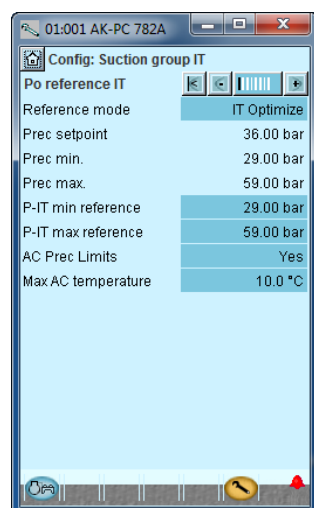 01:001 AK-PC 782A
Config: Suction group IT
Po reference IT
Reference mode IT Optimize
Prec setpoint 36.00 bar
Prec min. 29.00 bar
Prec max. 59.00 bar
P-IT min reference 29.00 bar
P-IT max reference 59.00 bar
AC Prec Limits Yes
Max AC temperature 10.0 °C